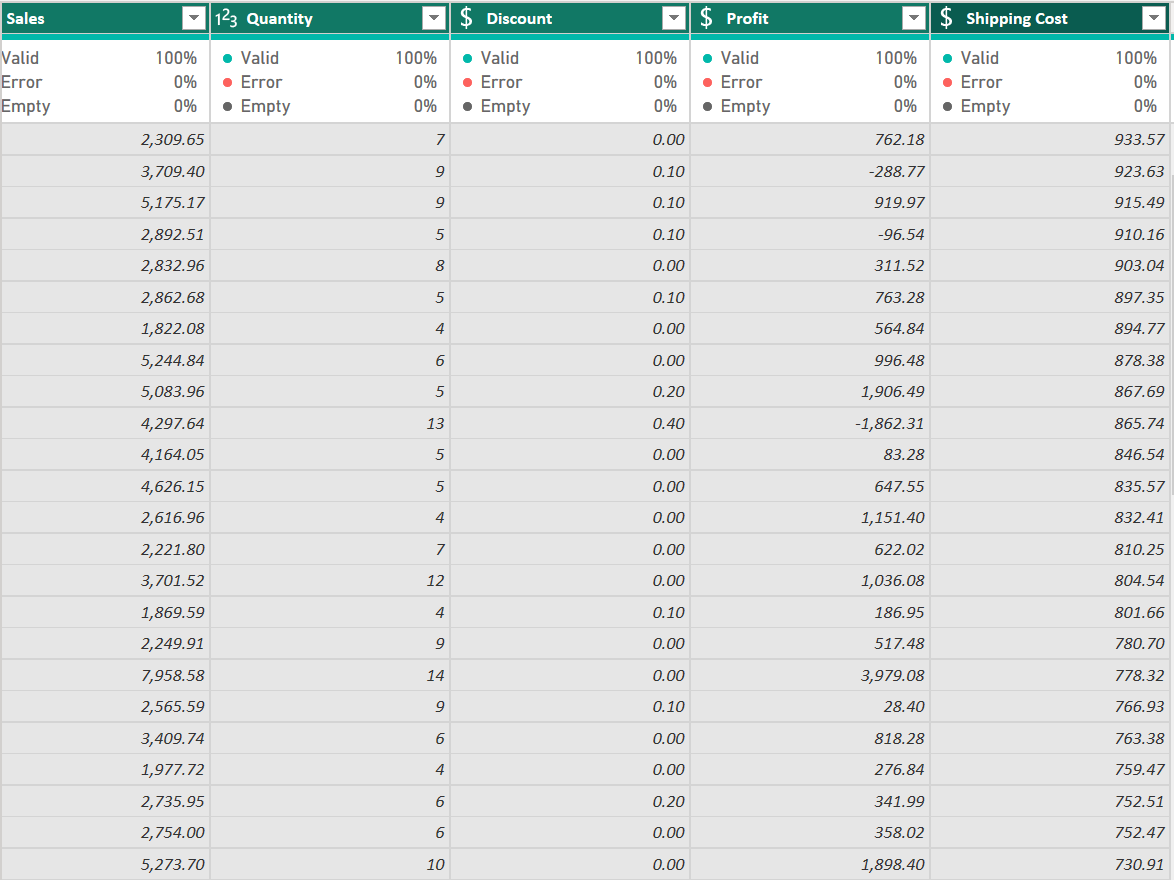 Sales 1²3 Quantity $ Discount $ Profit $ Shipping Cost
Valid 100% Valid 100% Valid 100% Valid 100% Valid 100%
Error 0% Error 0% Error 0% Error 0% Error 0%
Empty 0% Empty 0% Empty 0% Empty 0% Empty 0%
2,309.65 7 0.00 762.18 933.57
3,709.40 9 0.10 -288.77 923.63
5,175.17 9 0.10 919.97 915.49
2,892.51 5 0.10 -96.54 910.16
2,832.96 8 0.00 311.52 903.04
2,862.68 5 0.10 763.28 897.35
1,822.08 4 0.00 564.84 894.77
5,244.84 6 0.00 996.48 878.38
5,083.96 5 0.20 1,906.49 867.69
4,297.64 13 0.40 -1,862.31 865.74
4,164.05 5 0.00 83.28 846.54
4,626.15 5 0.00 647.55 835.57
2,616.96 4 0.00 1,151.40 832.41
2,221.80 7 0.00 622.02 810.25
3,701.52 12 0.00 1,036.08 804.54
1,869.59 4 0.10 186.95 801.66
2,249.91 9 0.00 517.48 780.70
7,958.58 14 0.00 3,979.08 778.32
2,565.59 9 0.10 28.40 766.93
3,409.74 6 0.00 818.28 763.38
1,977.72 4 0.00 276.84 759.47
2,735.95 6 0.20 341.99 752.51
2,754.00 6 0.00 358.02 752.47
5,273.70 10 0.00 1,898.40 730.91